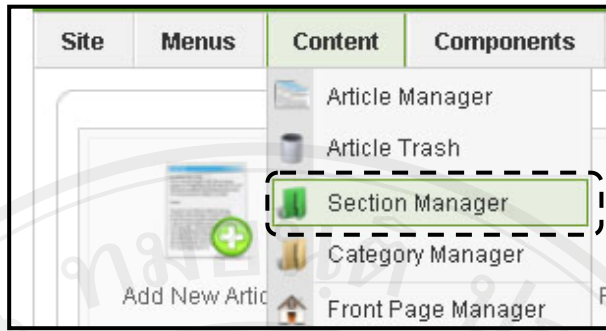 Site Menus Content Components
Article Manager
Article Trash
Section Manager
Category Manager
Add New Artic
Front Page Manager